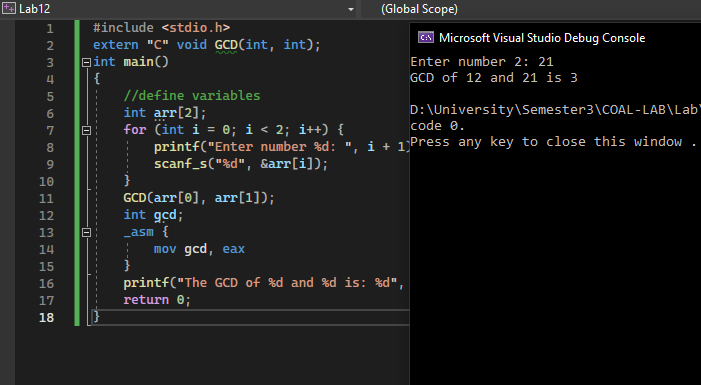 Lab12
(Global Scope)
1 #include <stdio.h>
2 extern "C" void GCD(int, int);
3 int main()
4 {
5 //define variables
6 int arr[2];
7 for (int i = 0; i < 2; i++) {
8 printf("Enter number %d: ", i + 1)
9 scanf_s("%d", &arr[i]);
10 }
11 GCD(arr[0], arr[1]);
12 int gcd;
13 _asm {
14 mov gcd, eax
15 }
16 printf("The GCD of %d and %d is: %d",
17 return 0;
18 }
Microsoft Visual Studio Debug Console
Enter number 2: 21
GCD of 12 and 21 is 3
D:\University\Semester3\COAL-LAB\Lab\
code 0.
Press any key to close this window .